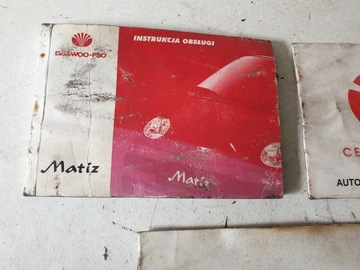 DAEWOO-FSO
INSTRUKCJA OBSŁUGI
Matiz
Matiz
CE
AUTO